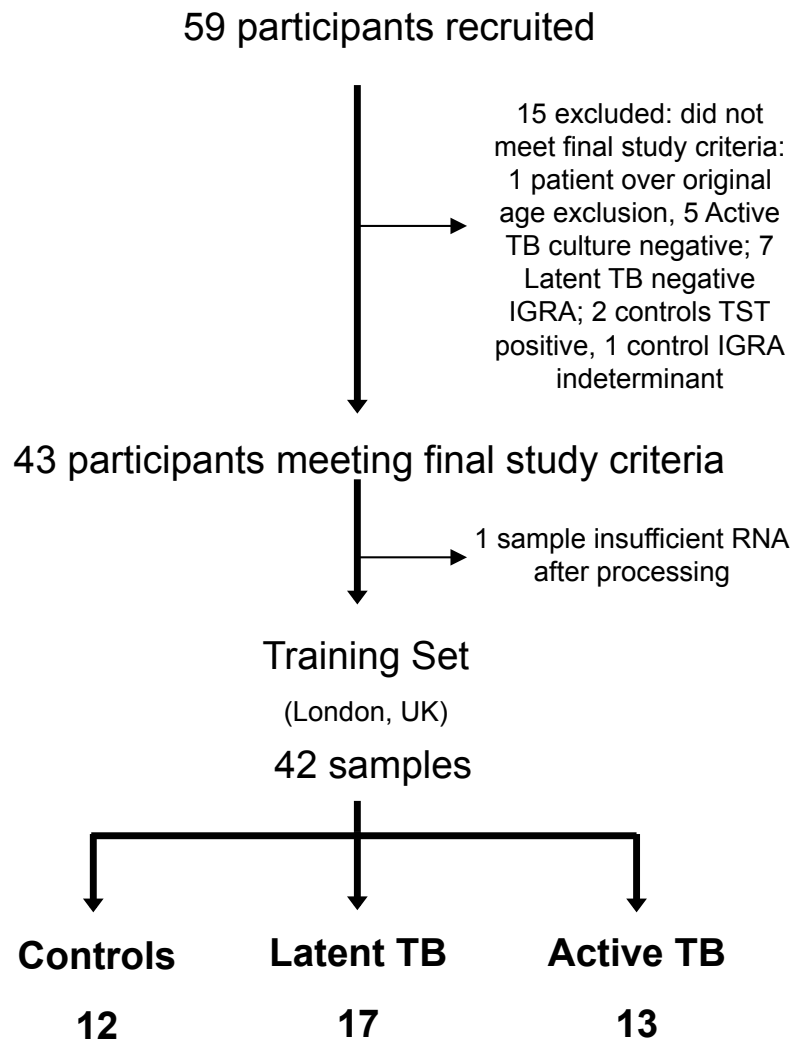 59 participants recruited
15 excluded: did not
meet final study criteria:
1 patient over original
age exclusion, 5 Active
TB culture negative; 7
Latent TB negative
IGRA; 2 controls TST
positive, 1 control IGRA
indeterminant
43 participants meeting final study criteria
1 sample insufficient RNA
after processing
Training Set
(London, UK)
42 samples
Controls Latent TB Active TB
12 17 13